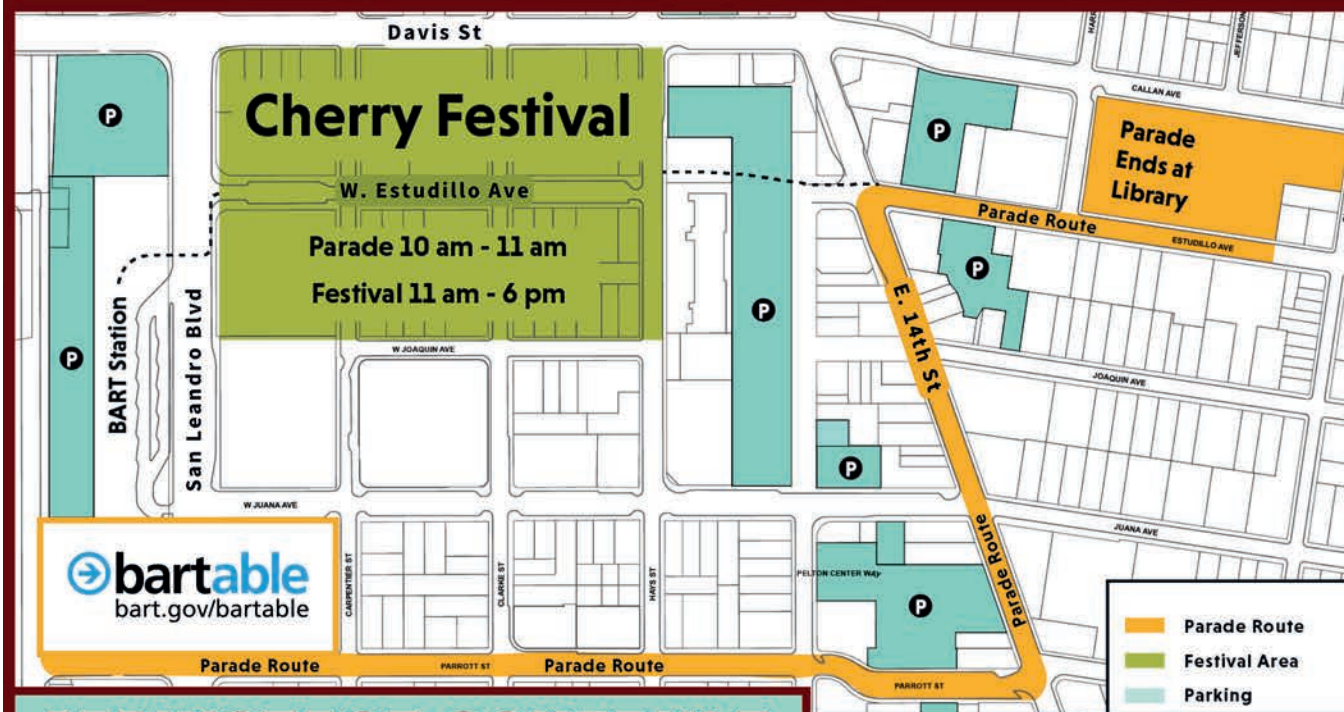 Davis St
HARR
JEFFERSON
CALLAN AVE
P
P
Cherry Festival
Parade
Ends at
Library
W. Estudillo Ave
Parade Route
ESTUDILLO AVE
Parade 10 am - 11 am
Festival 11 am - 6 pm
P
P
P
BART Station
San Leandro Blvd
E. 14th St
W JOAQUIN AVE
JOAQUIN AVE
P
W JUANA AVE
JUANA AVE
bartable
bart.gov/bartable
CARPENTIER ST
CLARKE ST
HAYS ST
PELTON CENTER WAY
P
Parade Route
Parade Route
PARROTT ST
Parade Route
PARROTT ST
Parade Route
Festival Area
Parking